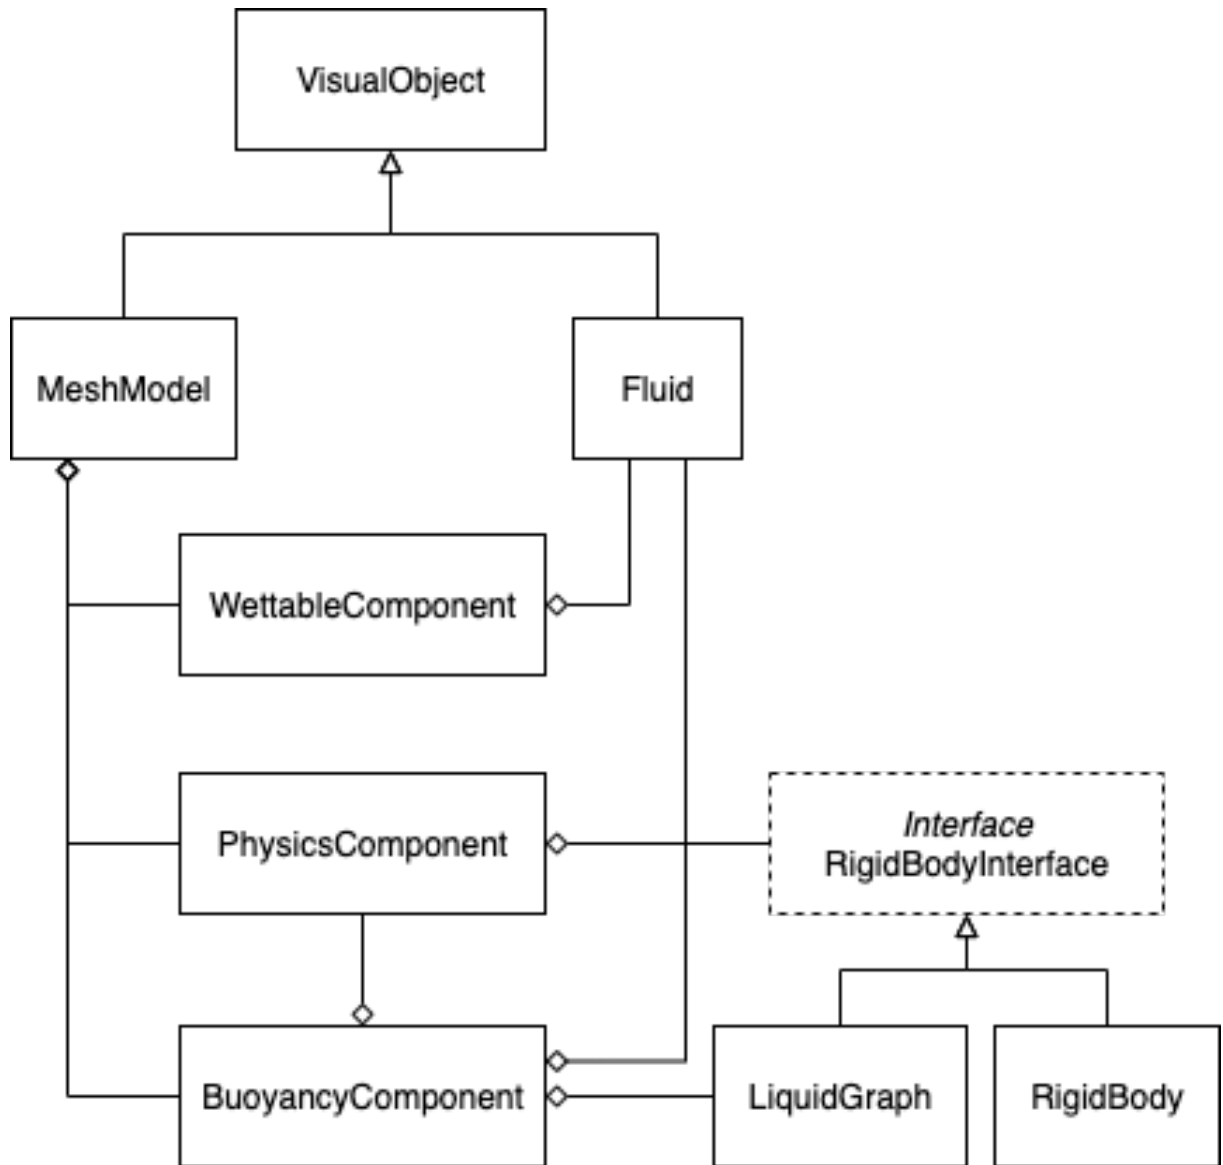 VisualObject
MeshModel
Fluid
WettableComponent
PhysicsComponent
Interface
RigidBodyInterface
BuoyancyComponent
LiquidGraph
RigidBody